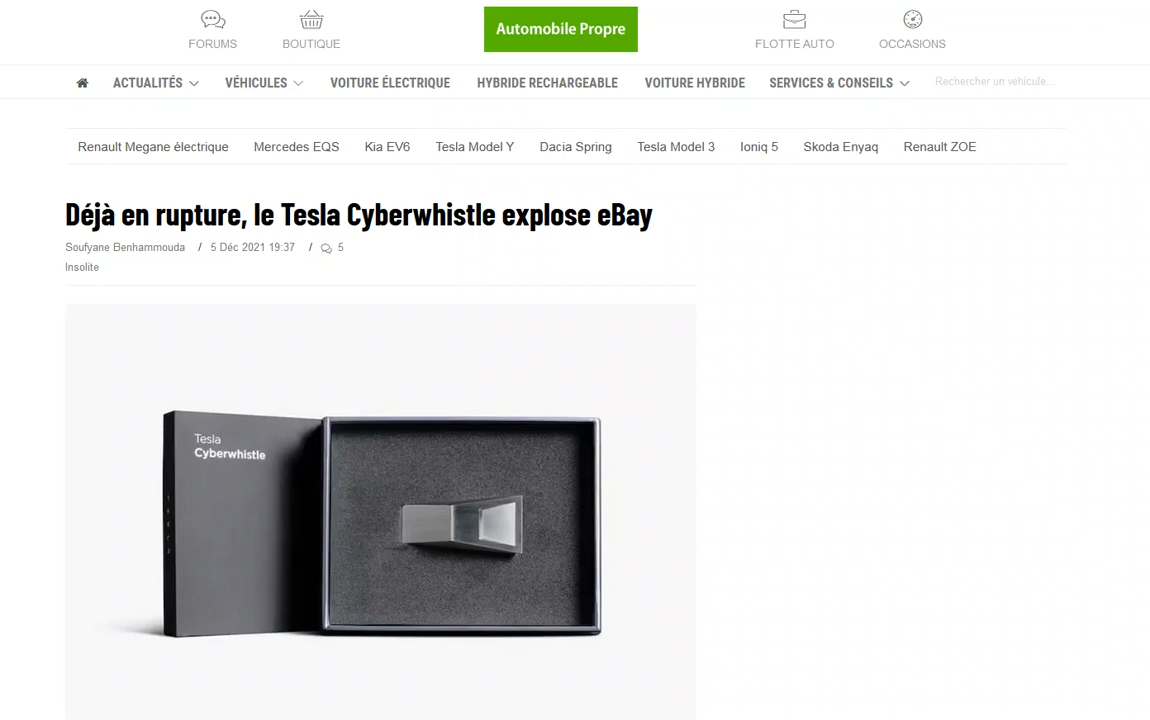 FORUMS
BOUTIQUE
Automobile Propre
FLOTTE AUTO
OCCASIONS
ACTUALITÉS
VÉHICULES
VOITURE ÉLECTRIQUE
HYBRIDE RECHARGEABLE
VOITURE HYBRIDE
SERVICES & CONSEILS
Rechercher un véhicule...
Renault Megane électrique
Mercedes EQS
Kia EV6
Tesla Model Y
Dacia Spring
Tesla Model 3
Ioniq 5
Skoda Enyaq
Renault ZOE
Déjà en rupture, le Tesla Cyberwhistle explose eBay
Soufyane Benhammouda / 5 Déc 2021 19:37 / 5
Insolite
Tesla
Cyberwhistle